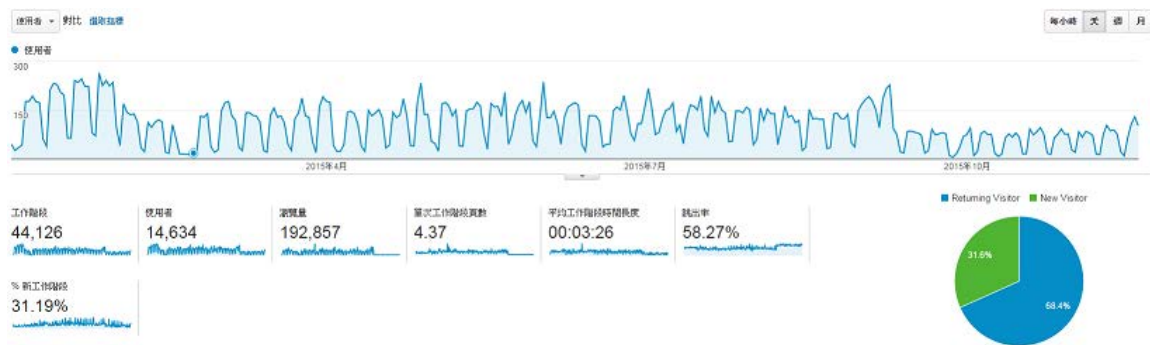 使用者 對比 選取指標
每小時 天 週 月
使用者
300
150
2015年4月 2015年7月 2015年10月
工作階段 使用者 瀏覽量 單次工作階段頁數 平均工作階段時間長度 跳出率
44,126 14,634 192,857 4.37 00:03:26 58.27%
% 新工作階段
31.19%
Returning Visitor New Visitor
31.6%
68.4%